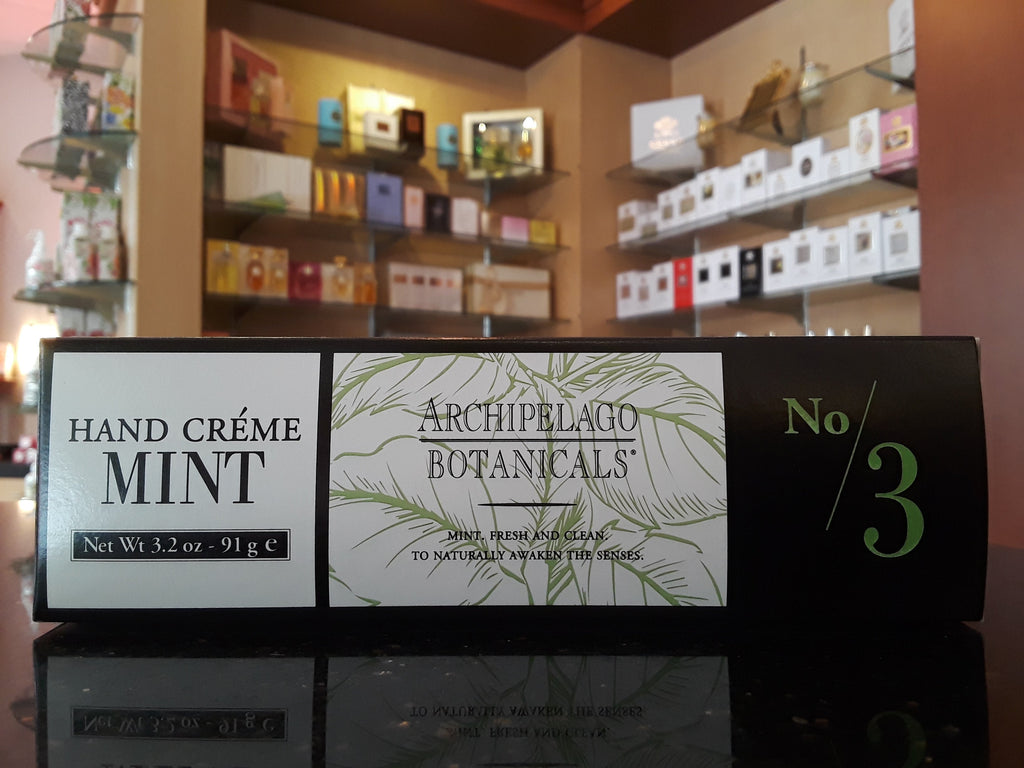 HAND CRÉME
MINT
Net Wt 3.2 oz - 91 g e
ARCHIPELAGO
BOTANICALS®
MINT. FRESH AND CLEAN.
TO NATURALLY AWAKEN THE SENSES.
No/3